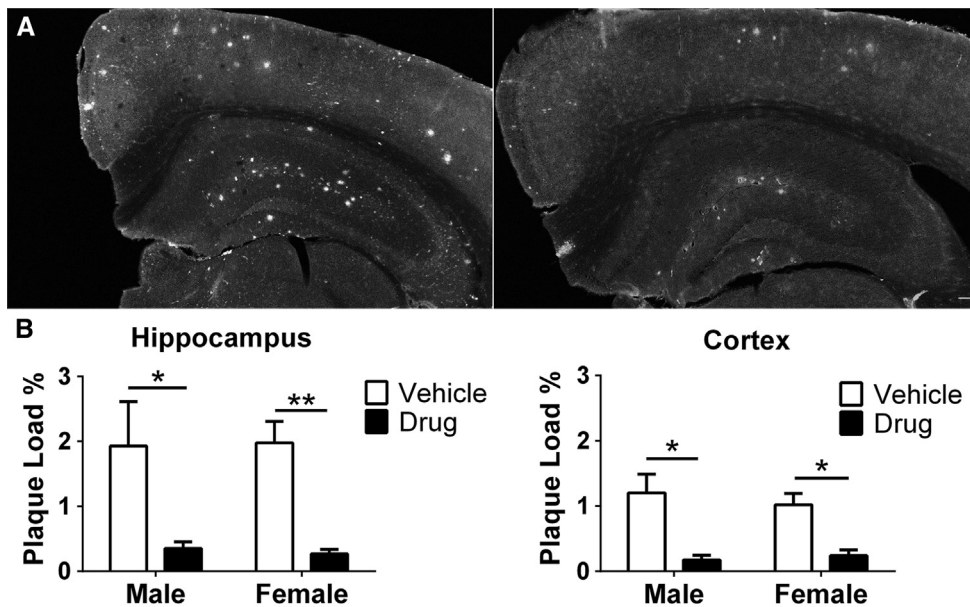 A
B
Hippocampus
Plaque Load %
3
2
1
0
*
**
Vehicle
Drug
Male
Female
Cortex
Plaque Load %
3
2
1
0
*
*
Vehicle
Drug
Male
Female